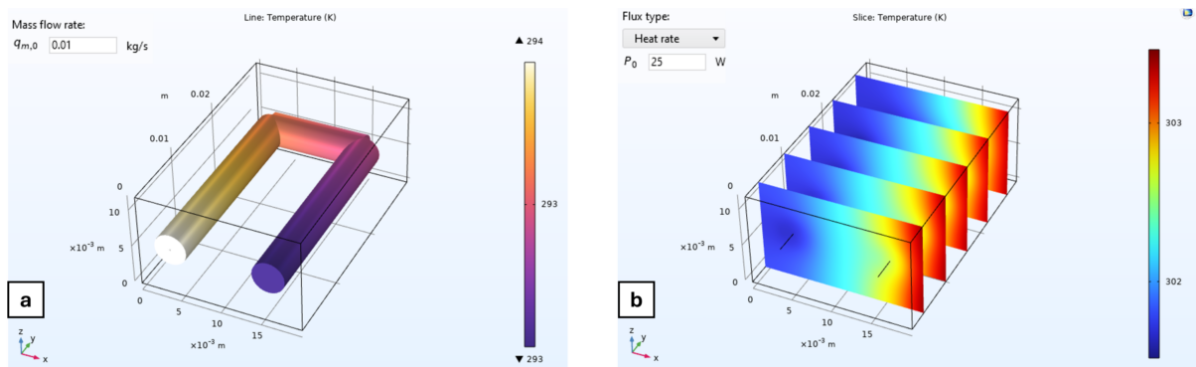 Mass flow rate:
qm,0 0.01 kg/s
Line: Temperature (K)
▲ 294
293
▼ 293
m
0.02
0.01
0
10
5
0
×10⁻³ m
0
5
10
15
×10⁻³ m
z
y
x
a
Flux type:
Heat rate
P0 25 W
Slice: Temperature (K)
303
302
m
0.02
0.01
0
10
5
0
×10⁻³ m
0
5
10
15
×10⁻³ m
z
y
x
b